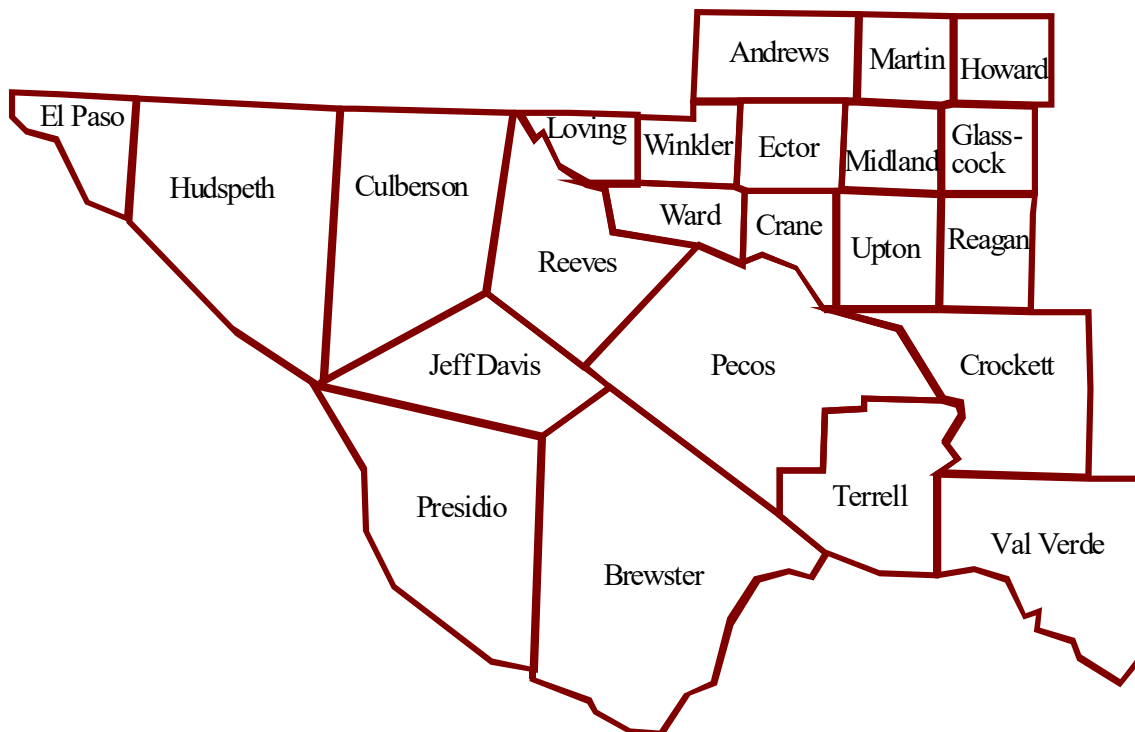 Andrews
Martin
Howard
El Paso
Loving
Winkler
Ector
Midland
Glass-
cock
Hudspeth
Culberson
Ward
Crane
Upton
Reagan
Reeves
Jeff Davis
Pecos
Crockett
Presidio
Terrell
Val Verde
Brewster